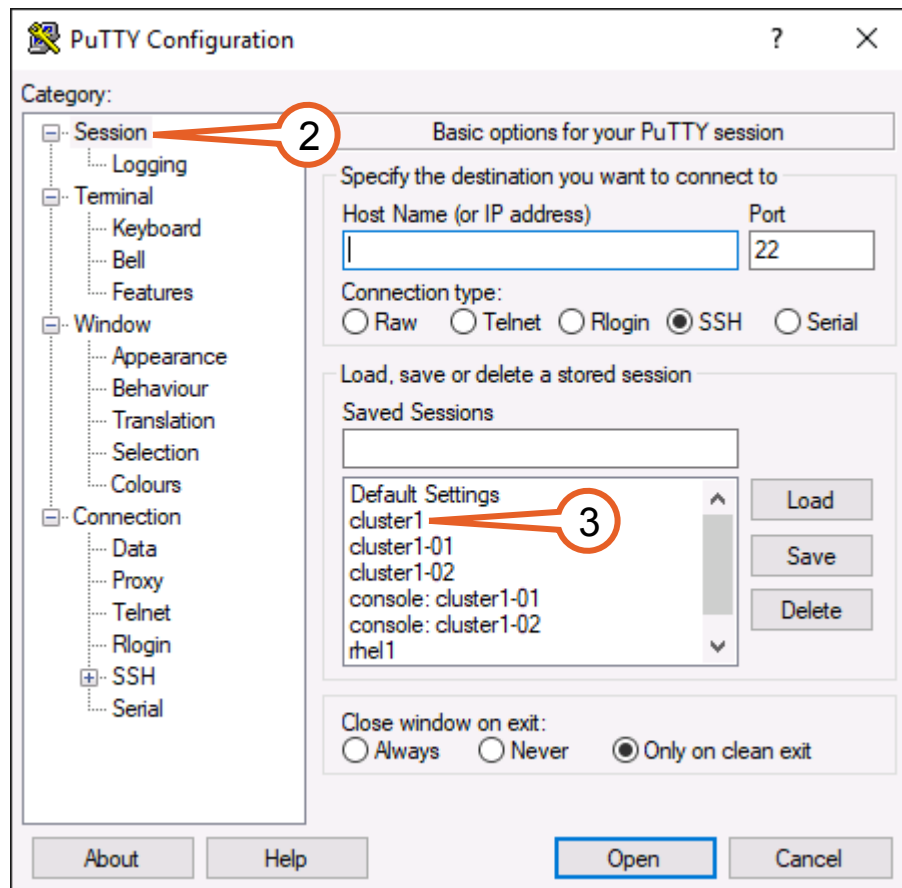 PuTTY Configuration ? ×
Category:
Session
Logging
Terminal
Keyboard
Bell
Features
Window
Appearance
Behaviour
Translation
Selection
Colours
Connection
Data
Proxy
Telnet
Rlogin
SSH
Serial
2
Basic options for your PuTTY session
Specify the destination you want to connect to
Host Name (or IP address) Port
22
Connection type:
Raw Telnet Rlogin SSH Serial
Load, save or delete a stored session
Saved Sessions
Default Settings
cluster1
cluster1-01
cluster1-02
console: cluster1-01
console: cluster1-02
rhel1
3
Load
Save
Delete
Close window on exit:
Always Never Only on clean exit
About Help Open Cancel